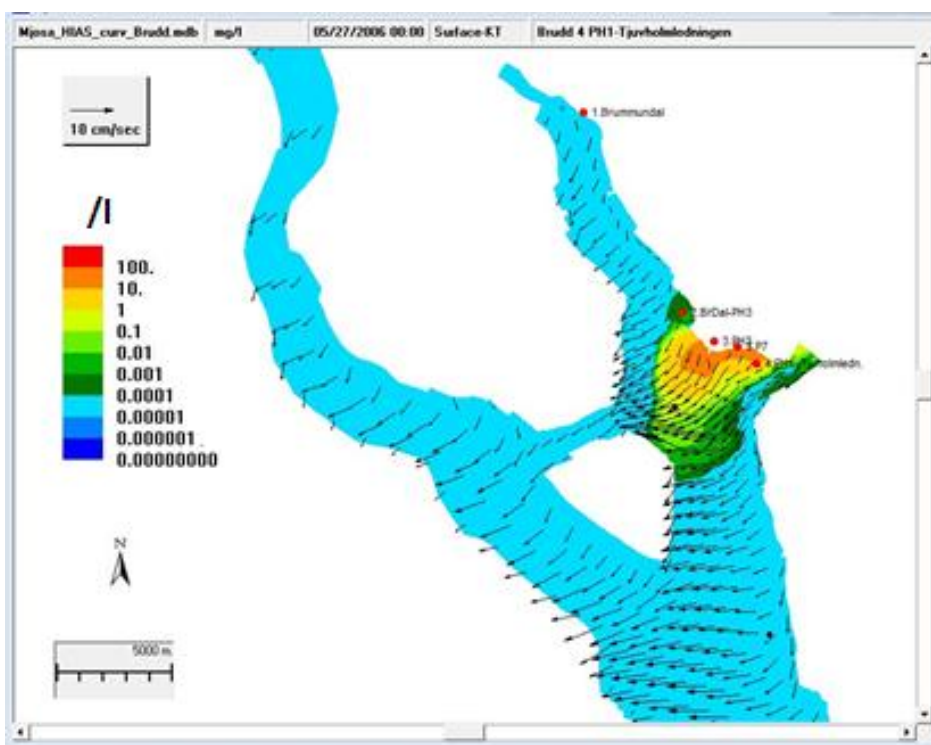 Mjosa_HIAS_curv_Brudd.mdb mg/l 05/27/2006 00:00 Surface-KT Brudd 4 PH1-Tjuvholmledningen
10 cm/sec
/l
100.
10.
1
0.1
0.01
0.001
0.0001
0.00001
0.000001
0.00000000
N
5000 m.
1.Brummundal
2.BrDal-PH3